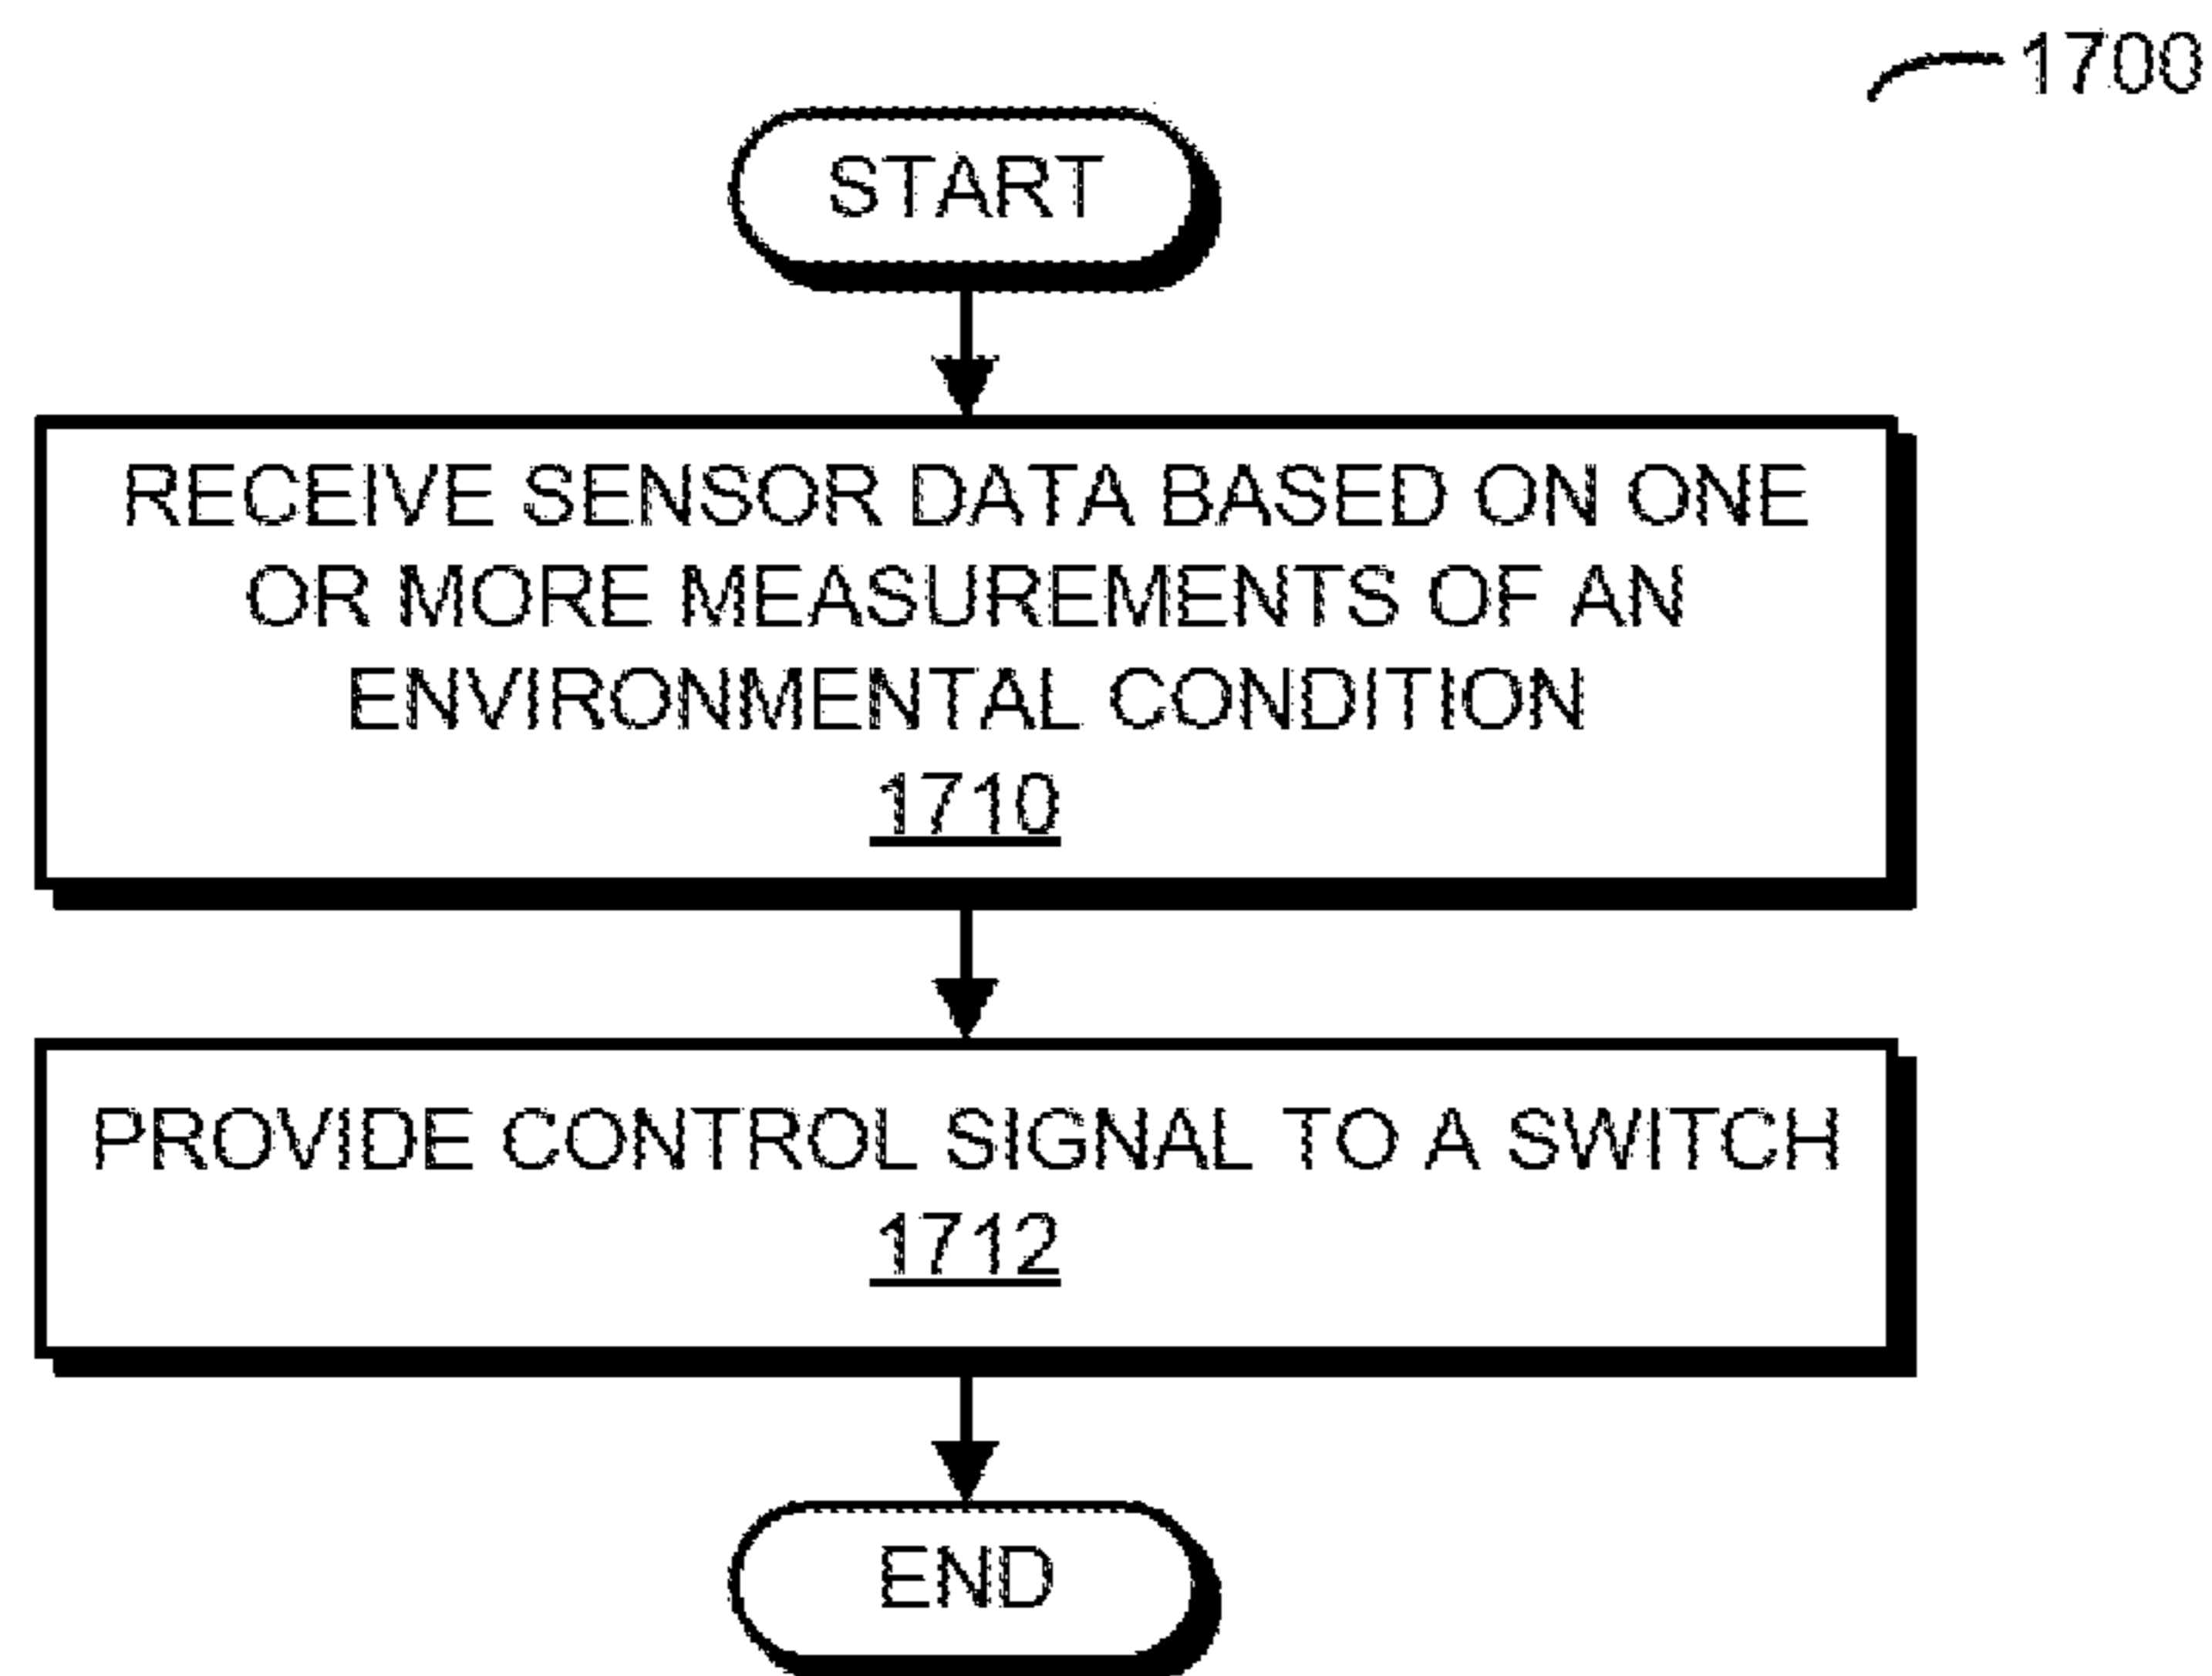 1700
START
RECEIVE SENSOR DATA BASED ON ONE
OR MORE MEASUREMENTS OF AN
ENVIRONMENTAL CONDITION
1710
PROVIDE CONTROL SIGNAL TO A SWITCH
1712
END